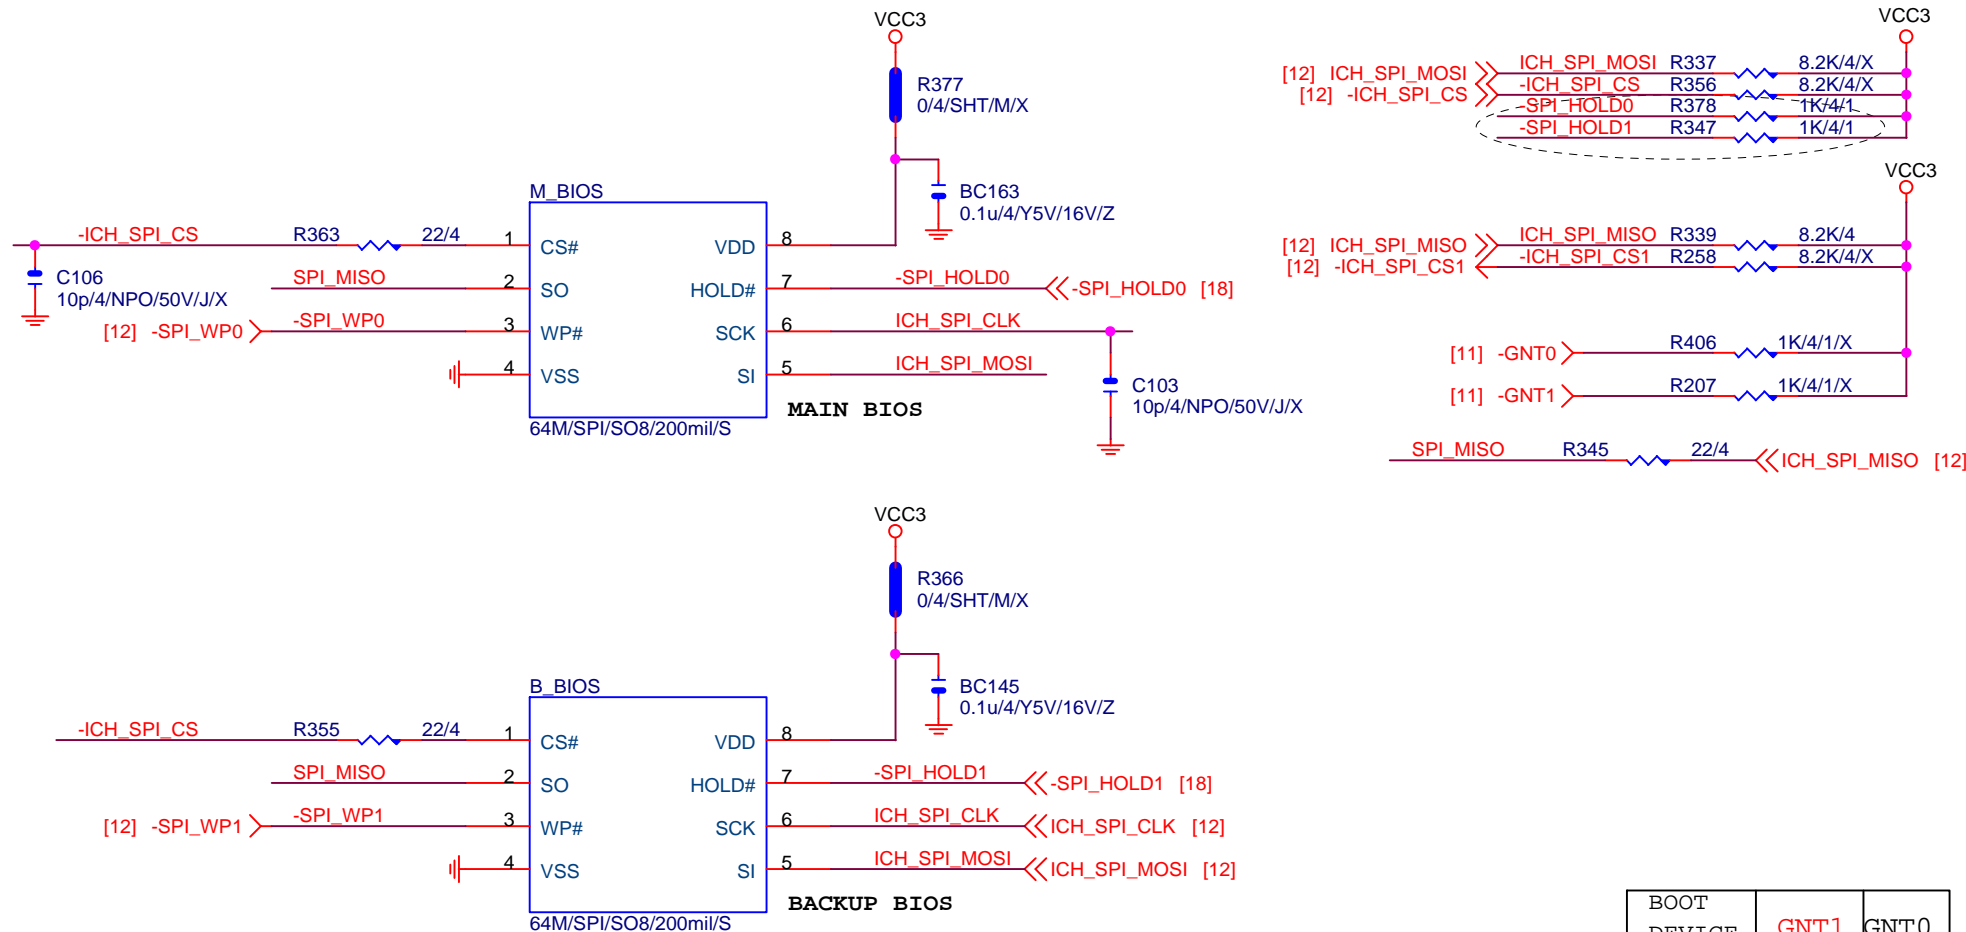 VCC3
R377
0/4/SHT/M/X
BC163
0.1u/4/Y5V/16V/Z
M_BIOS
-ICH_SPI_CS R363 22/4 1 CS# VDD 8
C106
10p/4/NPO/50V/J/X
SPI_MISO 2 SO HOLD# 7 -SPI_HOLD0 -SPI_HOLD0 [18]
[12] -SPI_WP0 -SPI_WP0 3 WP# SCK 6 ICH_SPI_CLK
4 VSS SI 5 ICH_SPI_MOSI
C103
10p/4/NPO/50V/J/X
MAIN BIOS
64M/SPI/SO8/200mil/S
VCC3
[12] ICH_SPI_MOSI ICH_SPI_MOSI R337 8.2K/4/X
[12] -ICH_SPI_CS -ICH_SPI_CS R356 8.2K/4/X
-SPI_HOLD0 R378 1K/4/1
-SPI_HOLD1 R347 1K/4/1
VCC3
[12] ICH_SPI_MISO ICH_SPI_MISO R339 8.2K/4
[12] -ICH_SPI_CS1 -ICH_SPI_CS1 R258 8.2K/4/X
[11] -GNT0 R406 1K/4/1/X
[11] -GNT1 R207 1K/4/1/X
SPI_MISO R345 22/4 ICH_SPI_MISO [12]
VCC3
R366
0/4/SHT/M/X
BC145
0.1u/4/Y5V/16V/Z
B_BIOS
-ICH_SPI_CS R355 22/4 1 CS# VDD 8
SPI_MISO 2 SO HOLD# 7 -SPI_HOLD1 -SPI_HOLD1 [18]
[12] -SPI_WP1 -SPI_WP1 3 WP# SCK 6 ICH_SPI_CLK ICH_SPI_CLK [12]
4 VSS SI 5 ICH_SPI_MOSI ICH_SPI_MOSI [12]
BACKUP BIOS
64M/SPI/SO8/200mil/S
BOOT
DEVICE GNT1 GNT0